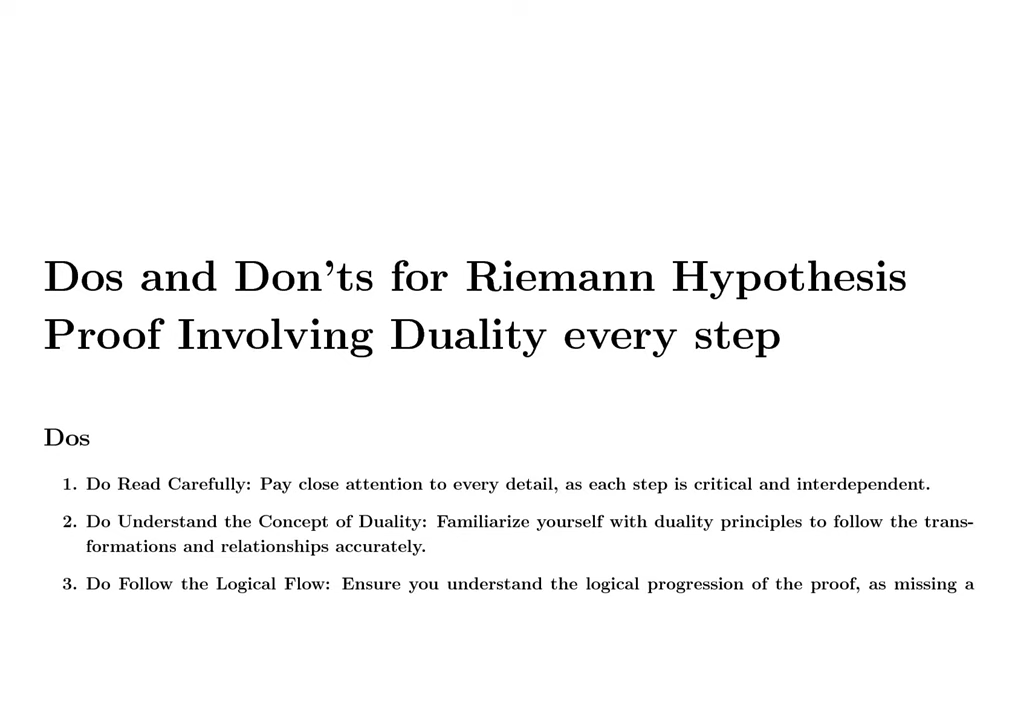 Dos and Don'ts for Riemann Hypothesis
Proof Involving Duality every step
Dos
1. Do Read Carefully: Pay close attention to every detail, as each step is critical and interdependent.
2. Do Understand the Concept of Duality: Familiarize yourself with duality principles to follow the trans-
formations and relationships accurately.
3. Do Follow the Logical Flow: Ensure you understand the logical progression of the proof, as missing a